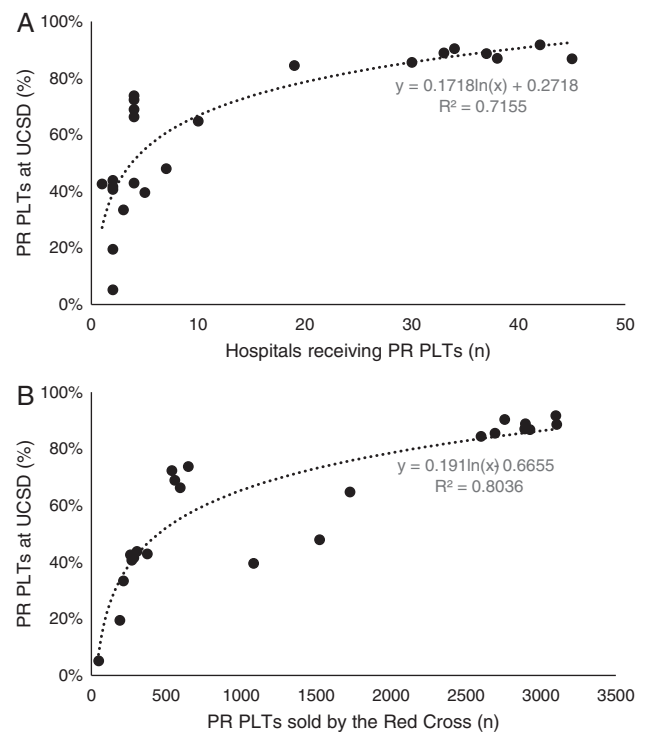 A
100%
80%
60%
40%
20%
0%
PR PLTs at UCSD (%)
y = 0.1718ln(x) + 0.2718
R² = 0.7155
0 10 20 30 40 50
Hospitals receiving PR PLTs (n)
B
100%
80%
60%
40%
20%
0%
PR PLTs at UCSD (%)
y = 0.191ln(x) - 0.6655
R² = 0.8036
0 500 1000 1500 2000 2500 3000 3500
PR PLTs sold by the Red Cross (n)